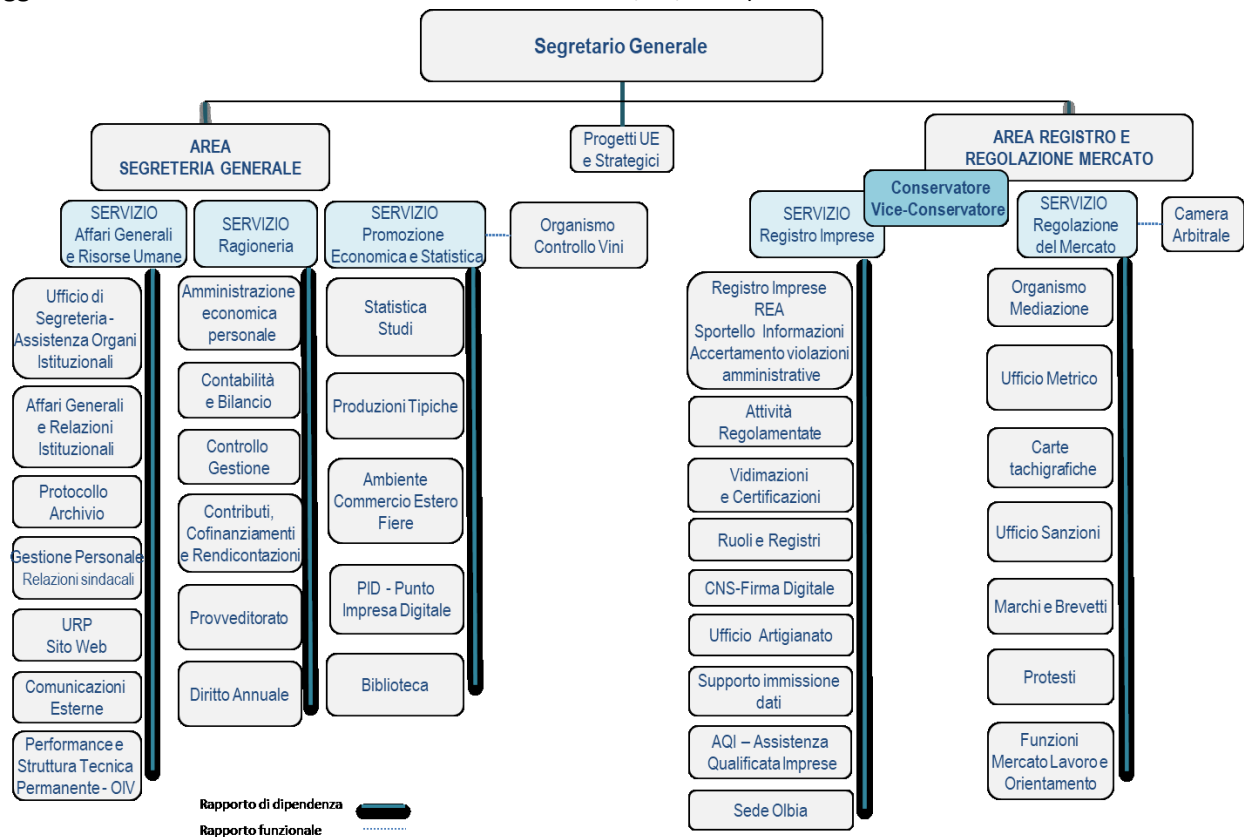 Segretario Generale
AREA
SEGRETERIA GENERALE
Progetti UE
e Strategici
AREA REGISTRO E
REGOLAZIONE MERCATO
Conservatore
Vice-Conservatore
SERVIZIO
Affari Generali
e Risorse Umane
SERVIZIO
Ragioneria
SERVIZIO
Promozione
Economica e Statistica
Organismo
Controllo Vini
SERVIZIO
Registro Imprese
SERVIZIO
Regolazione
del Mercato
Camera
Arbitrale
Ufficio di
Segreteria-
Assistenza Organi
Istituzionali
Affari Generali
e Relazioni
Istituzionali
Protocollo
Archivio
Gestione Personale
Relazioni sindacali
URP
Sito Web
Comunicazioni
Esterne
Performance e
Struttura Tecnica
Permanente - OIV
Amministrazione
economica
personale
Contabilità
e Bilancio
Controllo
Gestione
Contributi,
Cofinanziamenti
e Rendicontazioni
Provveditorato
Diritto Annuale
Statistica
Studi
Produzioni Tipiche
Ambiente
Commercio Estero
Fiere
PID - Punto
Impresa Digitale
Biblioteca
Registro Imprese
REA
Sportello Informazioni
Accertamento violazioni
amministrative
Attività
Regolamentate
Vidimazioni
e Certificazioni
Ruoli e Registri
CNS-Firma Digitale
Ufficio Artigianato
Supporto immissione
dati
AQI – Assistenza
Qualificata Imprese
Sede Olbia
Organismo
Mediazione
Ufficio Metrico
Carte
tachigrafiche
Ufficio Sanzioni
Marchi e Brevetti
Protesti
Funzioni
Mercato Lavoro e
Orientamento
Rapporto di dipendenza
Rapporto funzionale